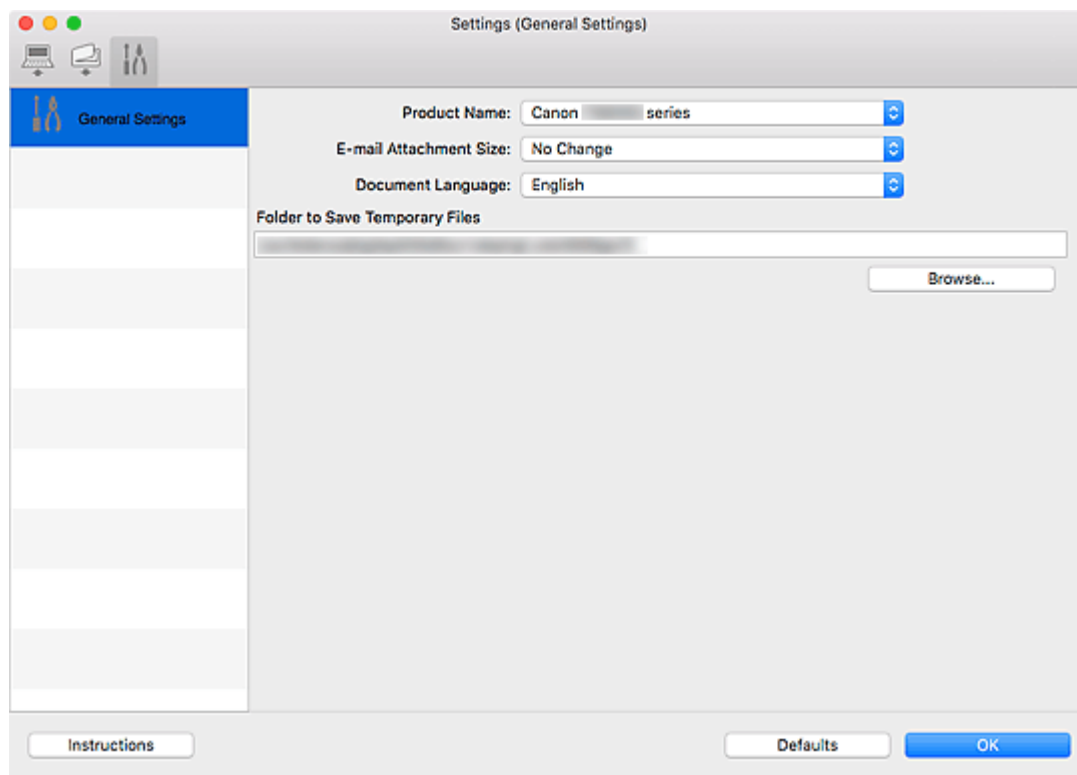 Settings (General Settings)
General Settings
Product Name: Canon series
E-mail Attachment Size: No Change
Document Language: English
Folder to Save Temporary Files
Browse...
Instructions Defaults OK